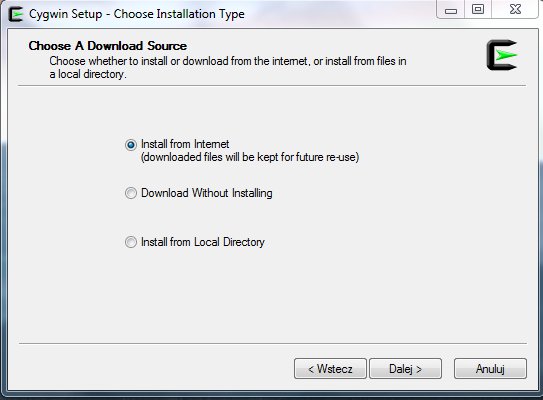 Cygwin Setup - Choose Installation Type
Choose A Download Source
Choose whether to install or download from the internet, or install from files in
a local directory.
Install from Internet
(downloaded files will be kept for future re-use)
Download Without Installing
Install from Local Directory
< Wstecz
Dalej >
Anuluj